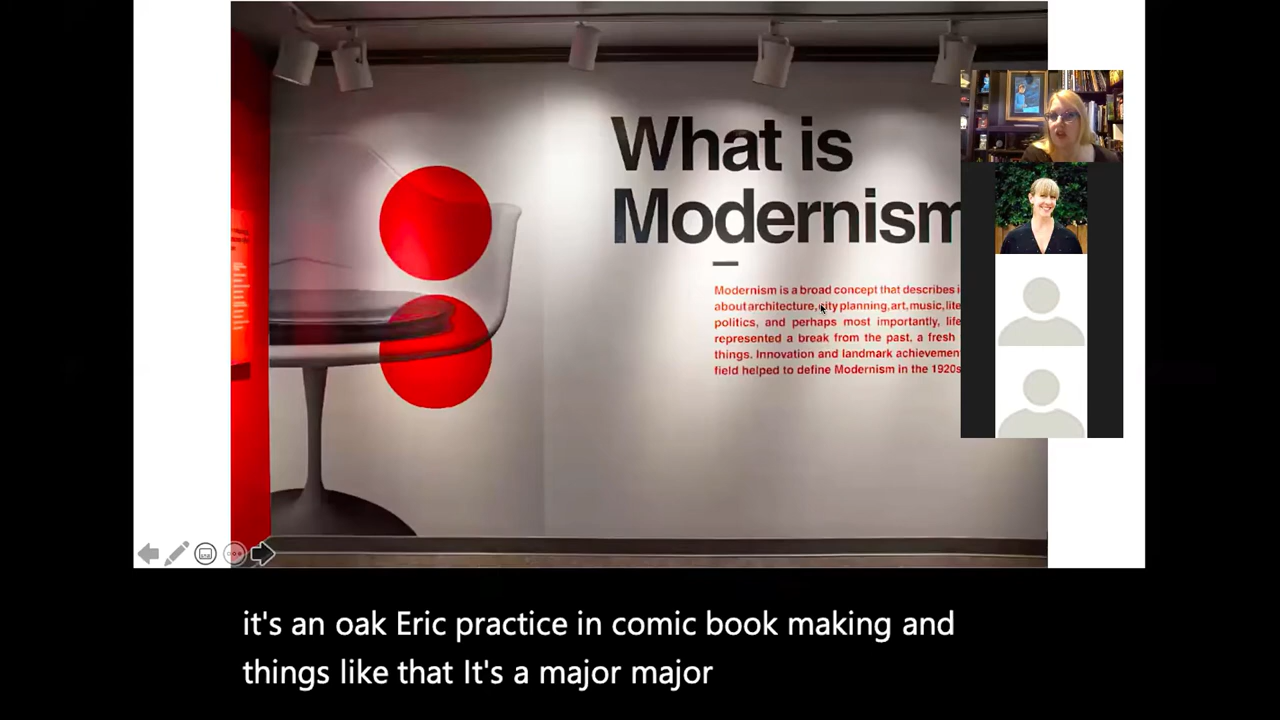 What is
Modernism
Modernism is a broad concept that describes
about architecture, city planning, art, music,
politics, and perhaps most importantly,
represented a break from the past, a fresh
things. Innovation and landmark
field helped to define Modernism in the 1920s
it's an oak Eric practice in comic book making and
things like that It's a major major